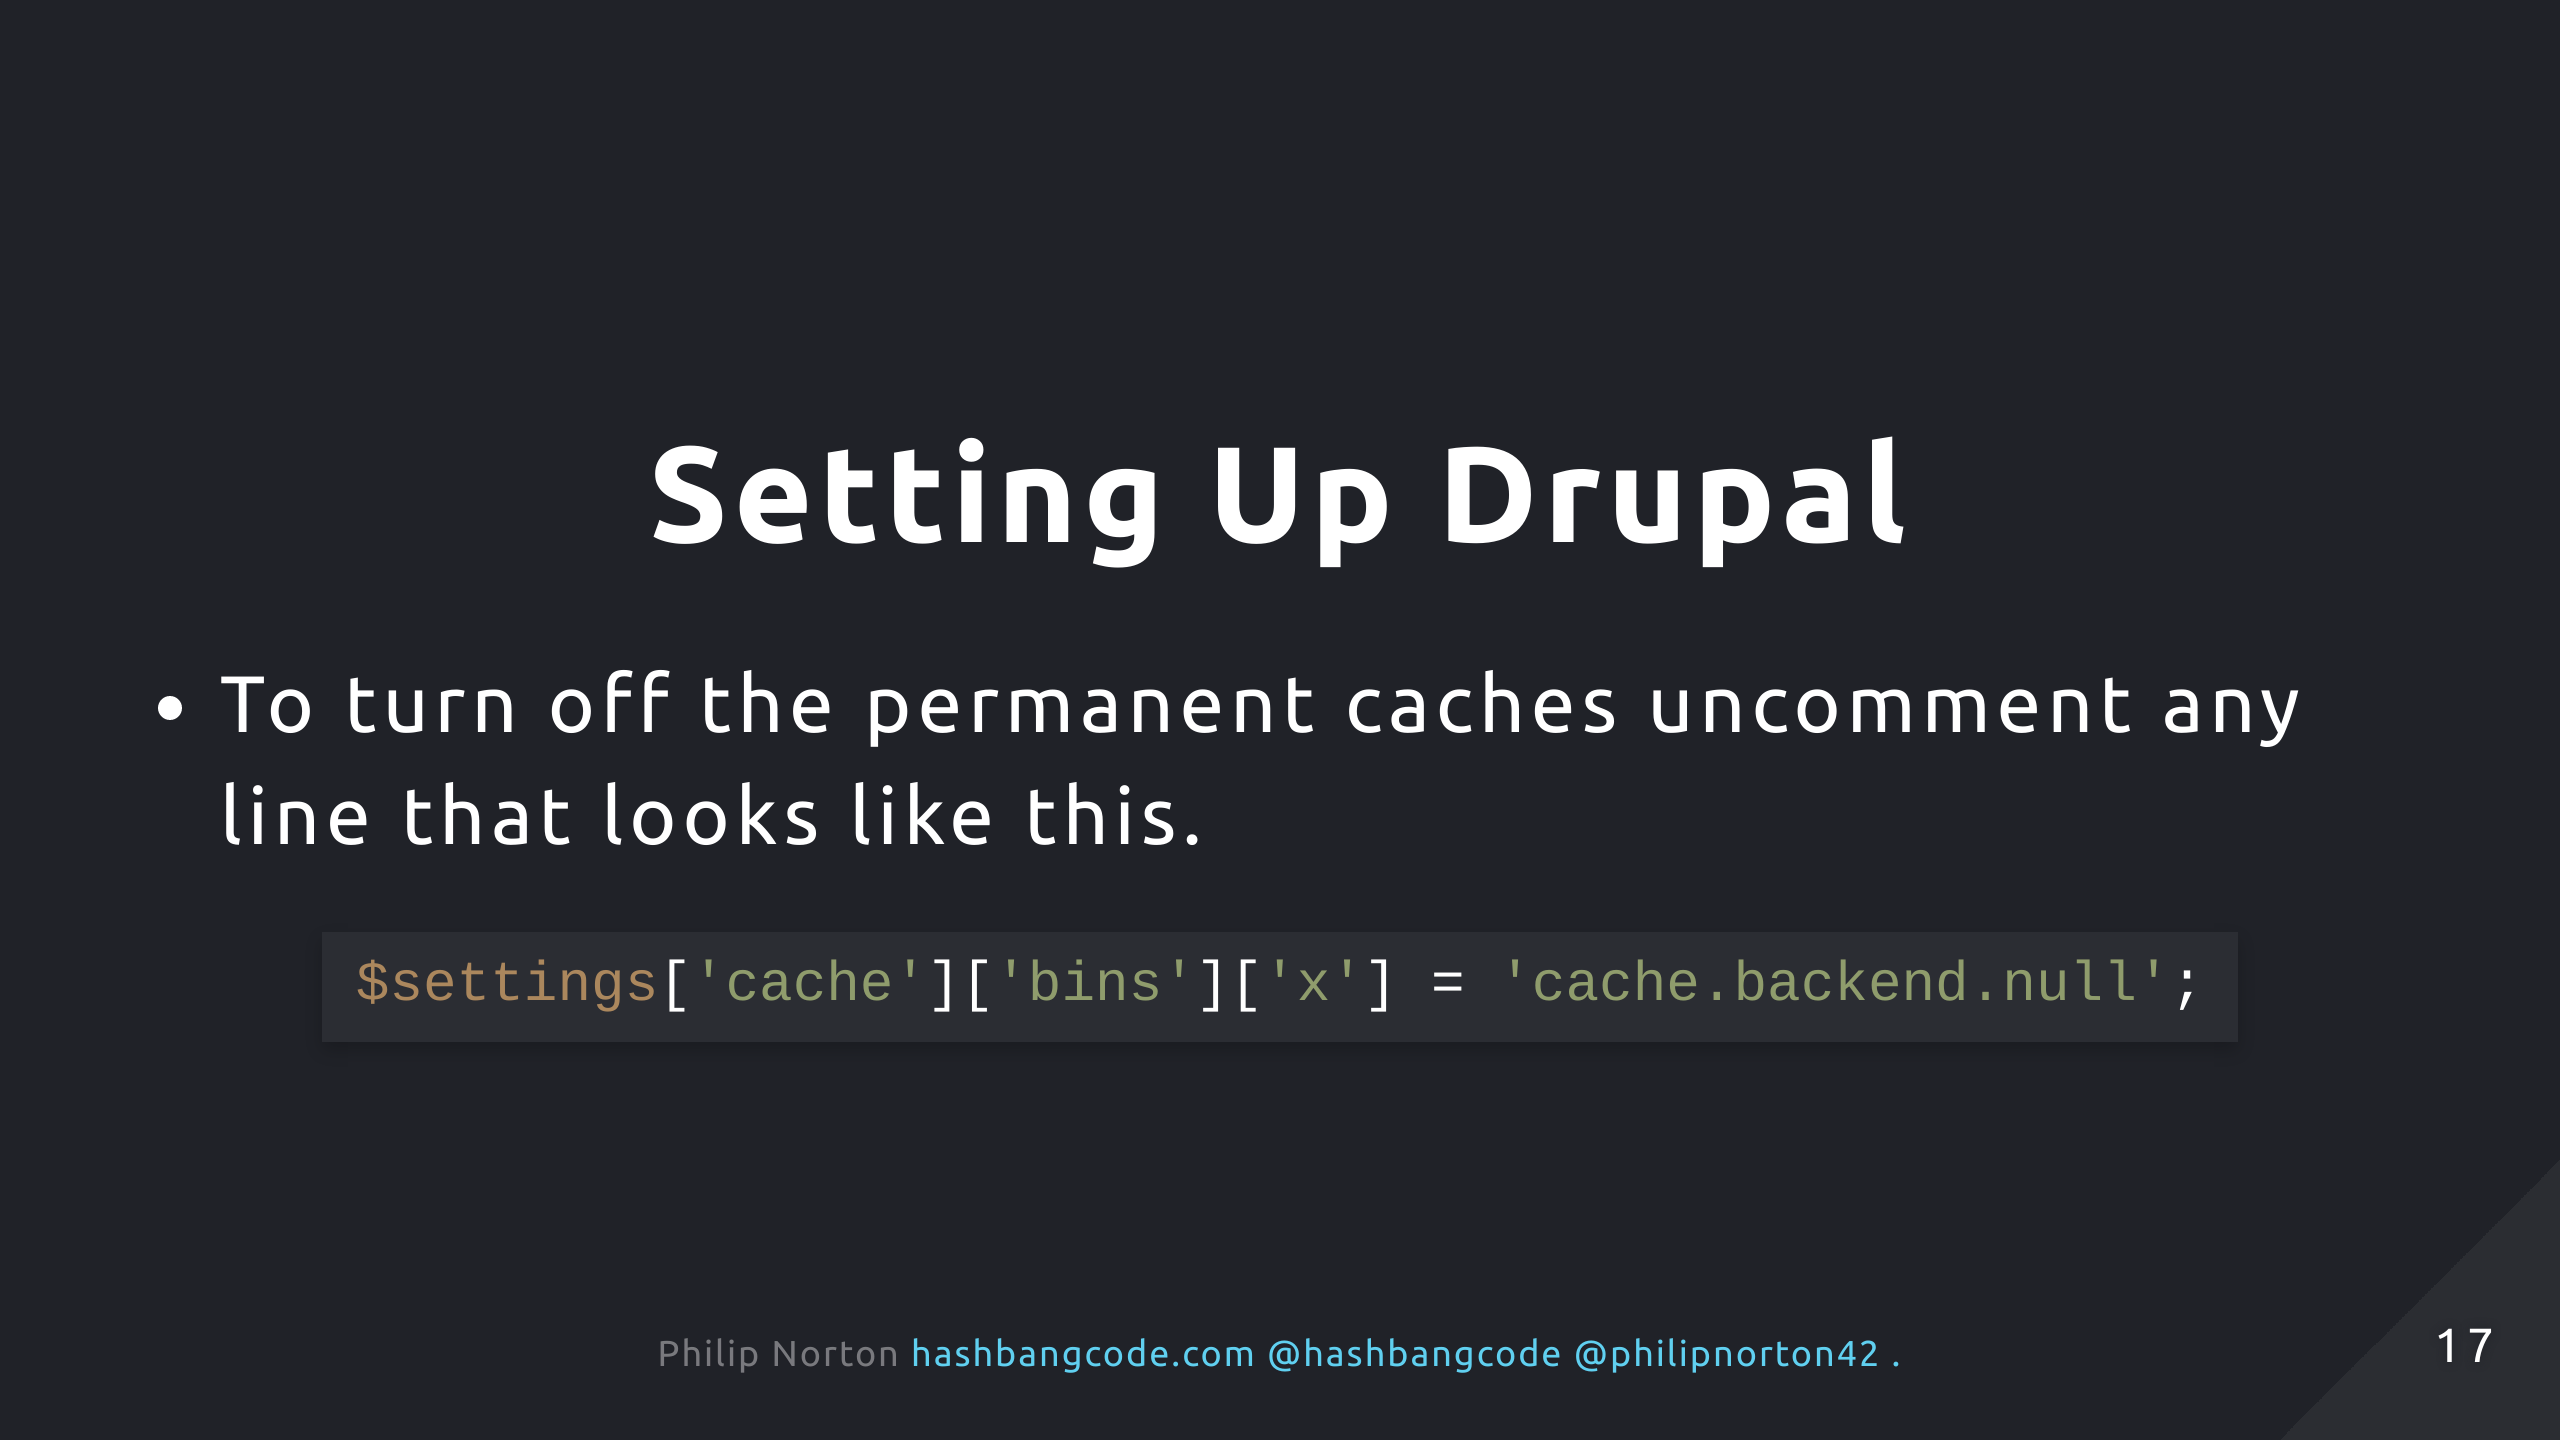 Setting Up Drupal
• To turn off the permanent caches uncomment any
line that looks like this.
$settings['cache']['bins']['x'] = 'cache.backend.null';
Philip Norton hashbangcode.com @hashbangcode @philipnorton42 .
17